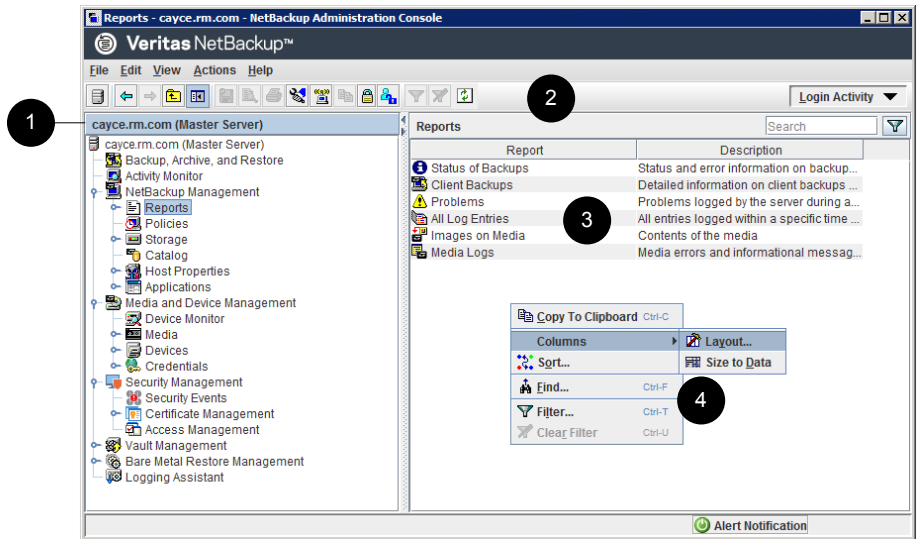 Reports - cayce.rm.com - NetBackup Administration Console
Veritas NetBackup™
File Edit View Actions Help
Login Activity
1
2
cayce.rm.com (Master Server)
Reports
Search
cayce.rm.com (Master Server)
Backup, Archive, and Restore
Activity Monitor
NetBackup Management
Reports
Policies
Storage
Catalog
Host Properties
Applications
Media and Device Management
Device Monitor
Media
Devices
Credentials
Security Management
Security Events
Certificate Management
Access Management
Vault Management
Bare Metal Restore Management
Logging Assistant
Report Description
Status of Backups Status and error information on backup...
Client Backups Detailed information on client backups ...
Problems Problems logged by the server during a...
All Log Entries All entries logged within a specific time ...
Images on Media Contents of the media
Media Logs Media errors and informational messag...
3
Copy To Clipboard Ctrl-C
Columns
Sort...
Find... Ctrl-F
Filter... Ctrl-T
Clear Filter Ctrl-U
Layout...
Size to Data
4
Alert Notification